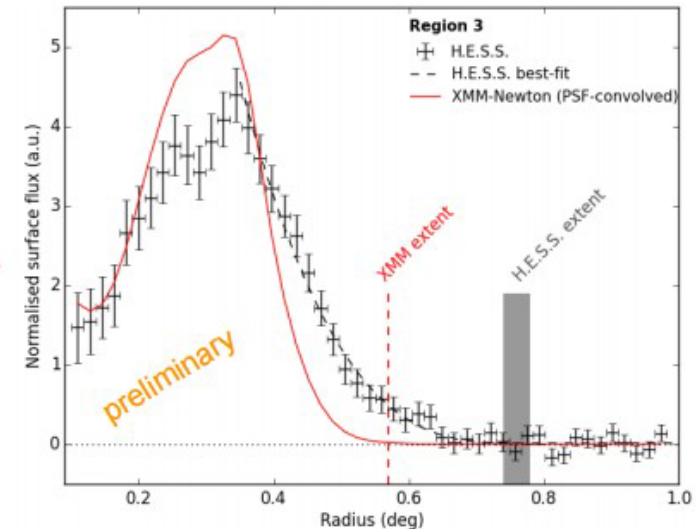 Region 3
H.E.S.S.
H.E.S.S. best-fit
XMM-Newton (PSF-convolved)
Normalised surface flux (a.u.)
5
4
3
2
1
0
XMM extent
H.E.S.S. extent
preliminary
0.2
0.4
0.6
0.8
1.0
Radius (deg)